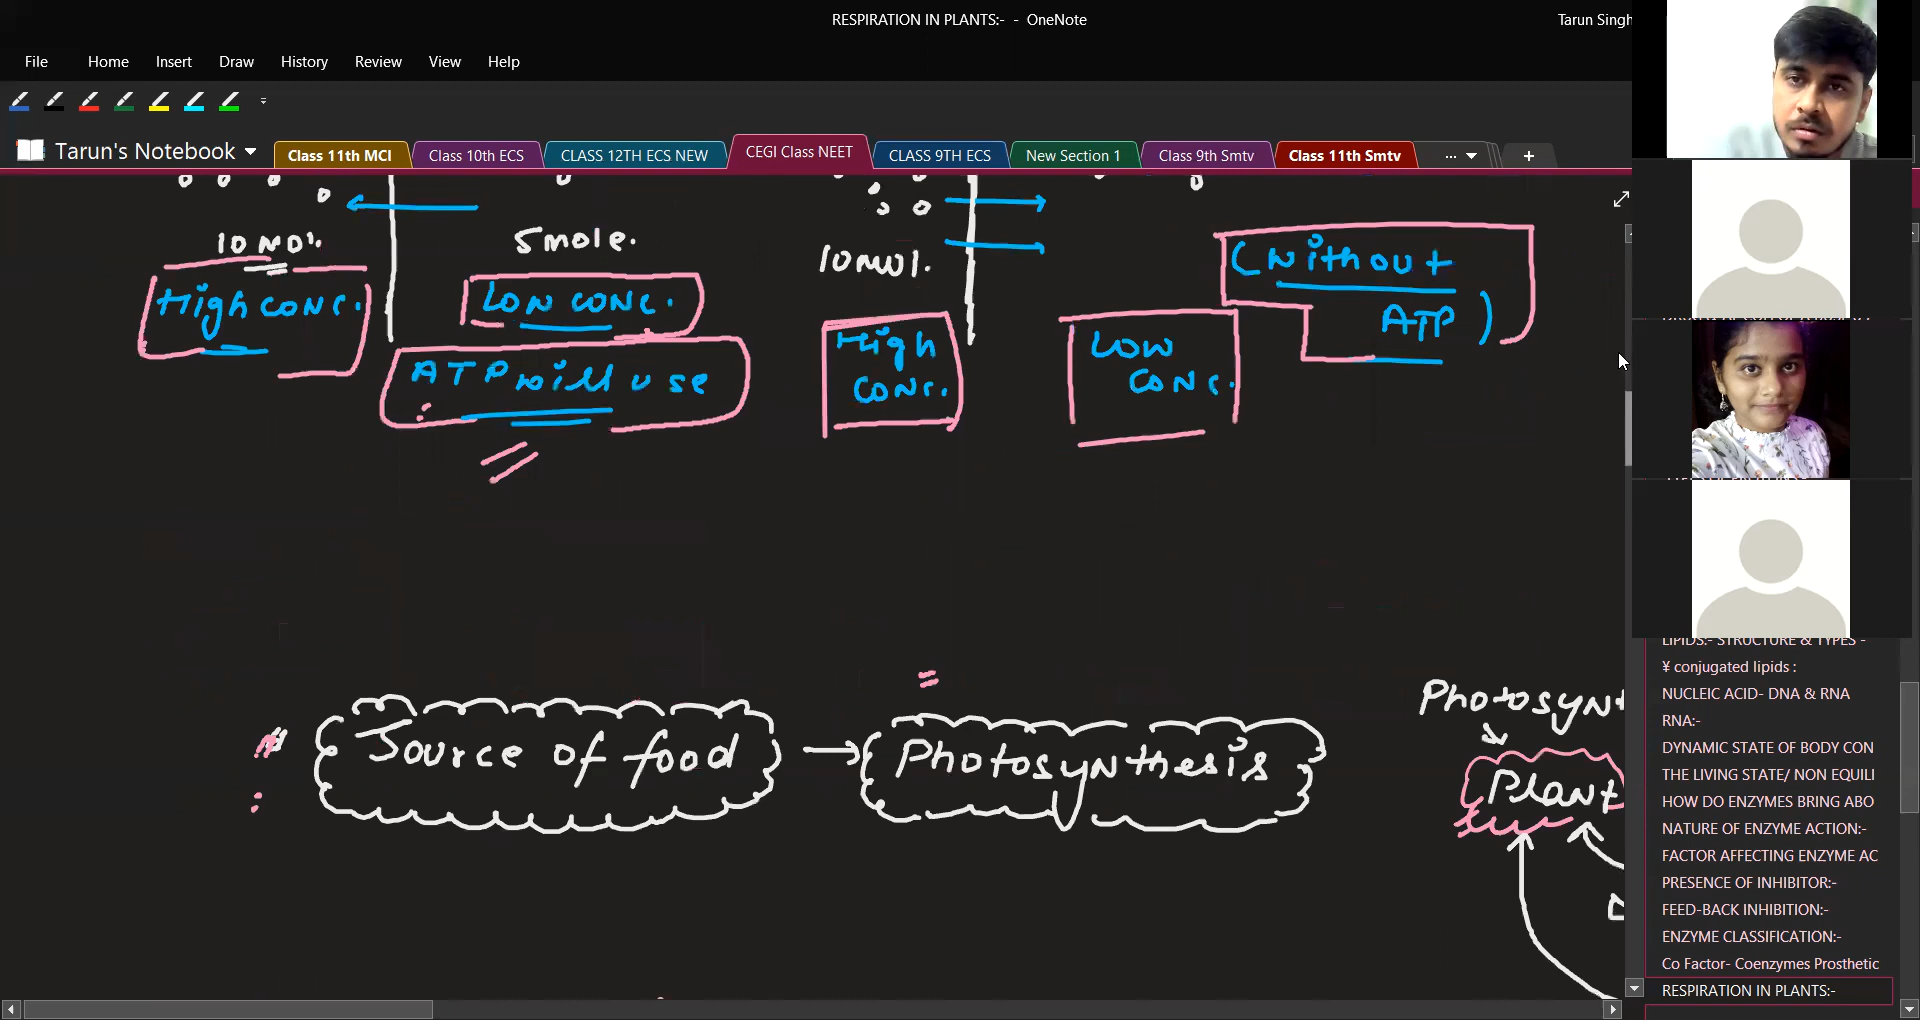 RESPIRATION IN PLANTS:- - OneNote
Tarun Singh
File Home Insert Draw History Review View Help
Tarun's Notebook
Class 11th MCI
Class 10th ECS
CLASS 12TH ECS NEW
CEGI Class NEET
CLASS 9TH ECS
New Section 1
Class 9th Smtv
Class 11th Smtv
...
+
10 mol.
5 mole.
10 mol.
High conc.
Low conc.
ATP will use
High
conc.
Low
conc.
(Without
ATP)
Source of food
Photosynthesis
Photosynt
Plant
LIPIDS:- STRUCTURE & TYPES -
¥ conjugated lipids :
NUCLEIC ACID- DNA & RNA
RNA:-
DYNAMIC STATE OF BODY CON
THE LIVING STATE/ NON EQUILI
HOW DO ENZYMES BRING ABO
NATURE OF ENZYME ACTION:-
FACTOR AFFECTING ENZYME AC
PRESENCE OF INHIBITOR:-
FEED-BACK INHIBITION:-
ENZYME CLASSIFICATION:-
Co Factor- Coenzymes Prosthetic
RESPIRATION IN PLANTS:-